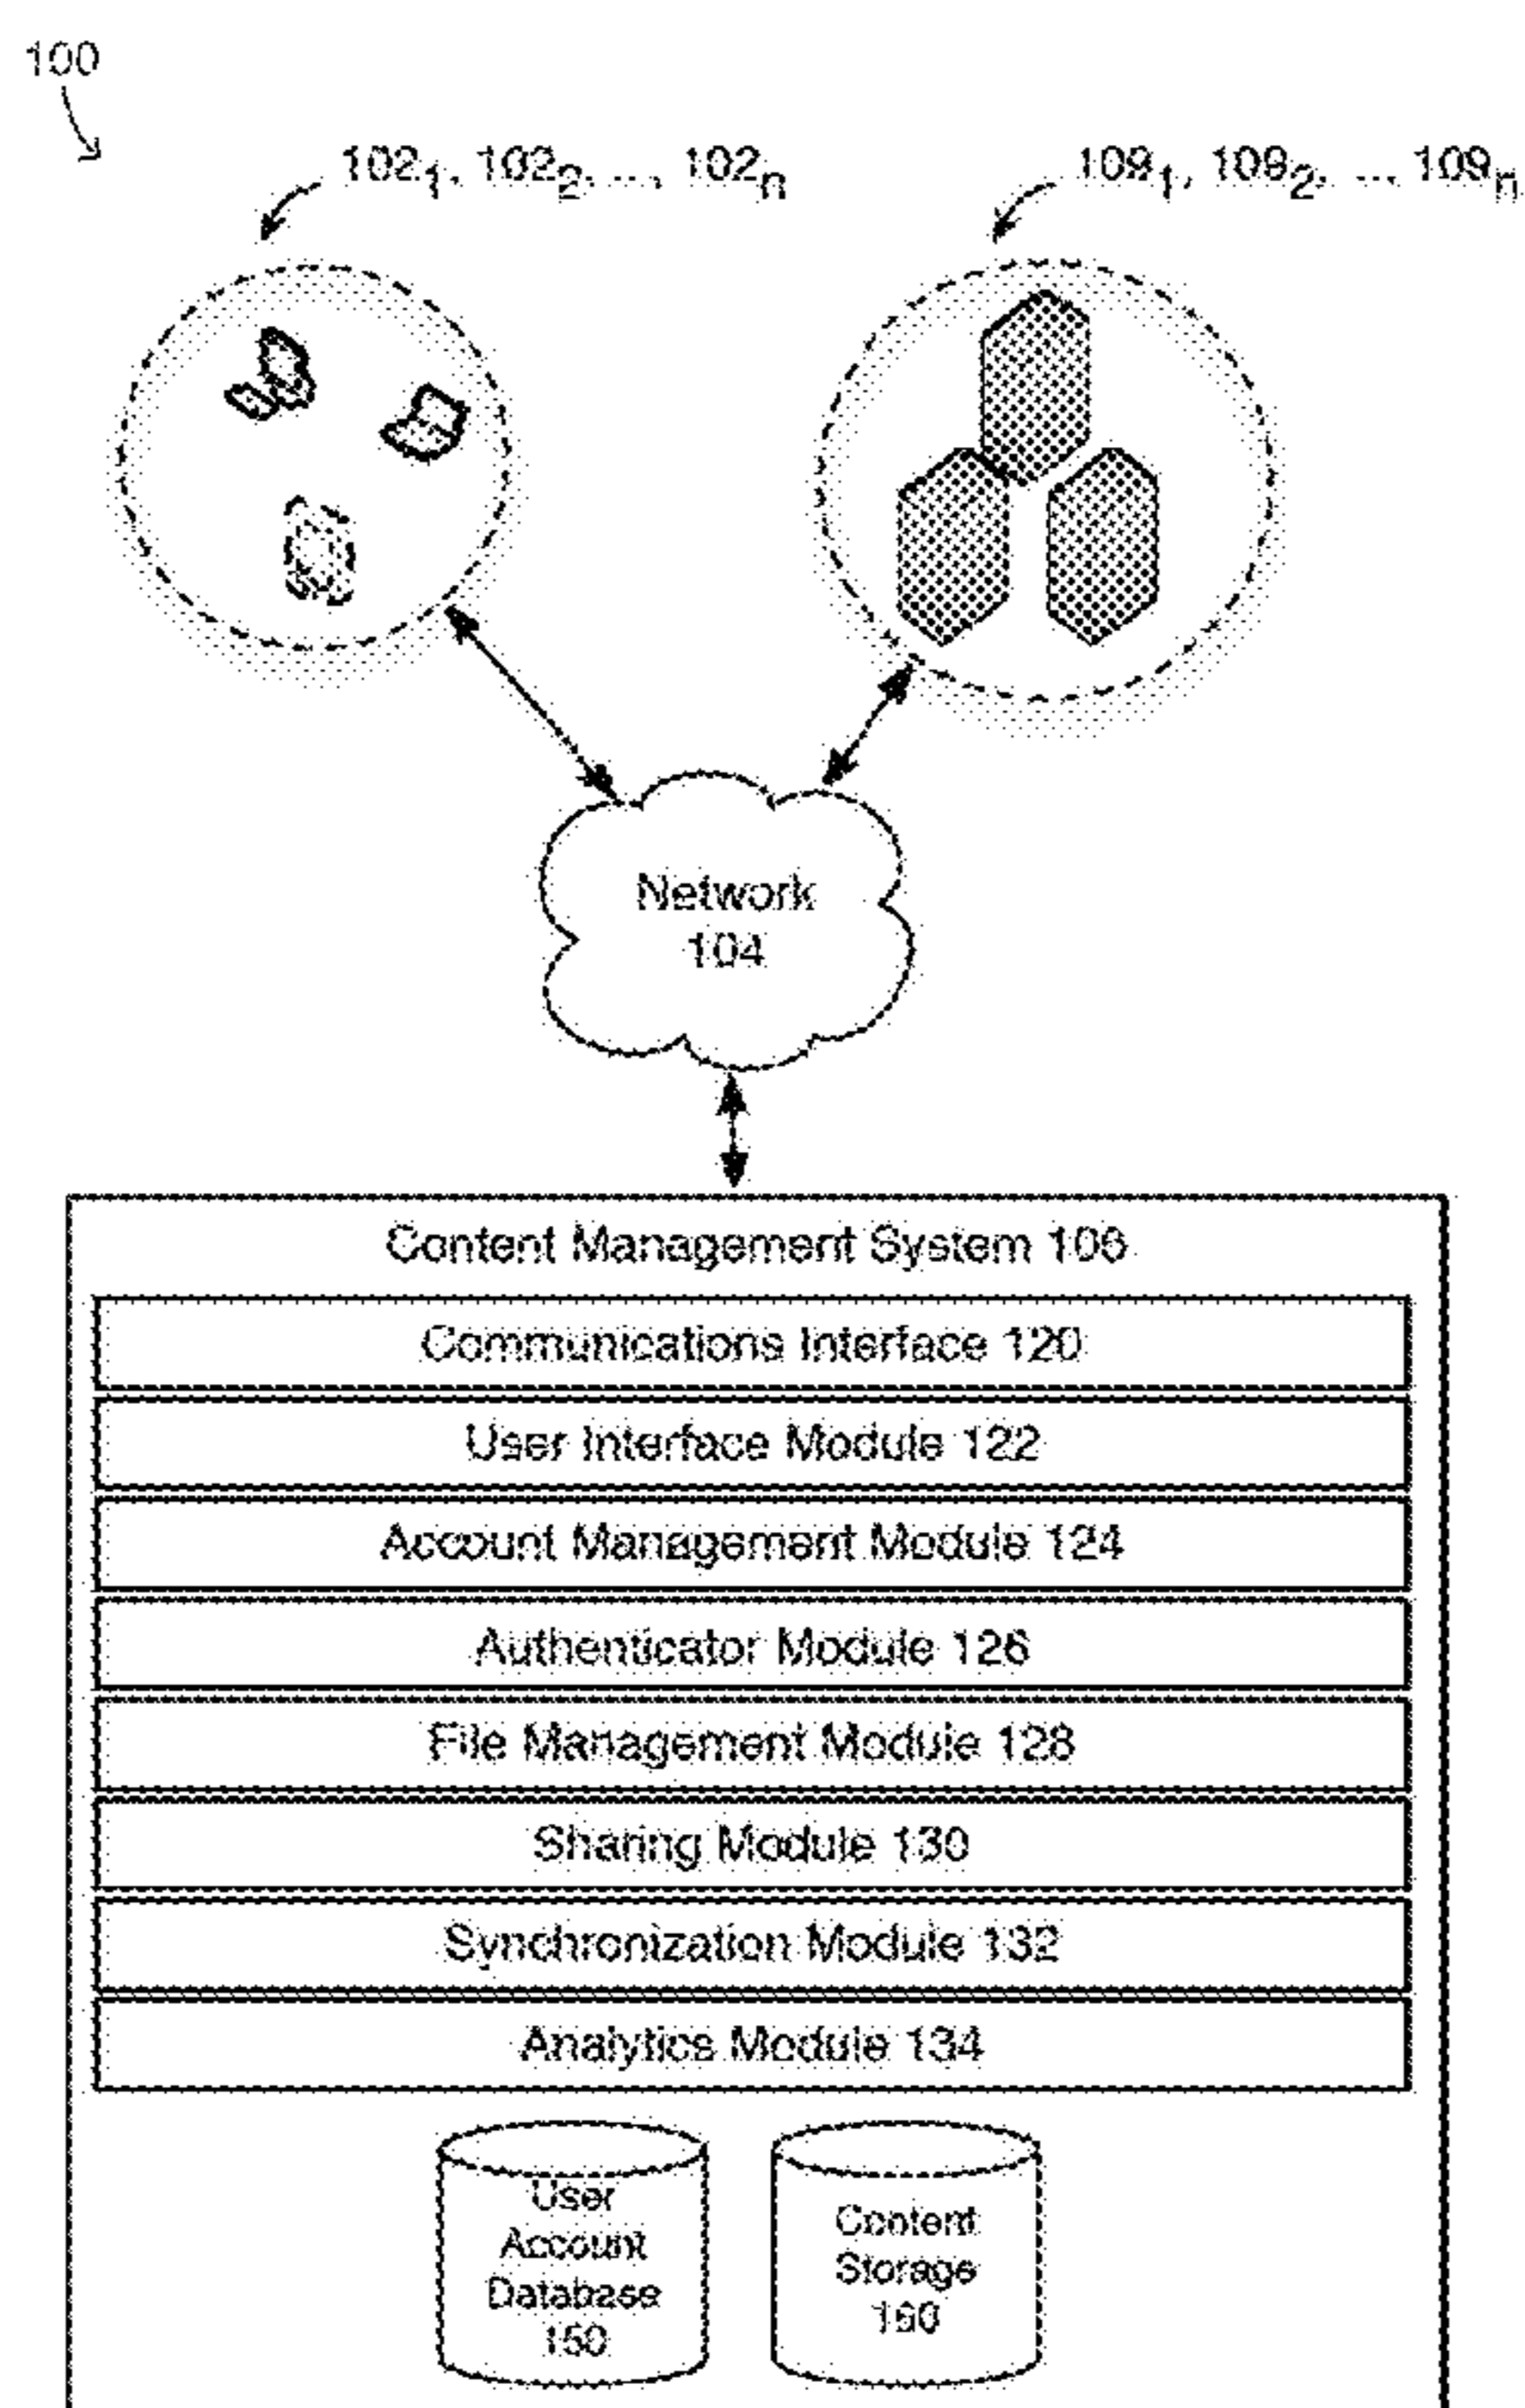 100
102₁, 102₂, ..., 102ₙ
109₁, 109₂, ... 109ₙ
Network
104
Content Management System 106
Communications Interface 120
User Interface Module 122
Account Management Module 124
Authenticator Module 126
File Management Module 128
Sharing Module 130
Synchronization Module 132
Analytics Module 134
User
Account
Database
150
Content
Storage
160